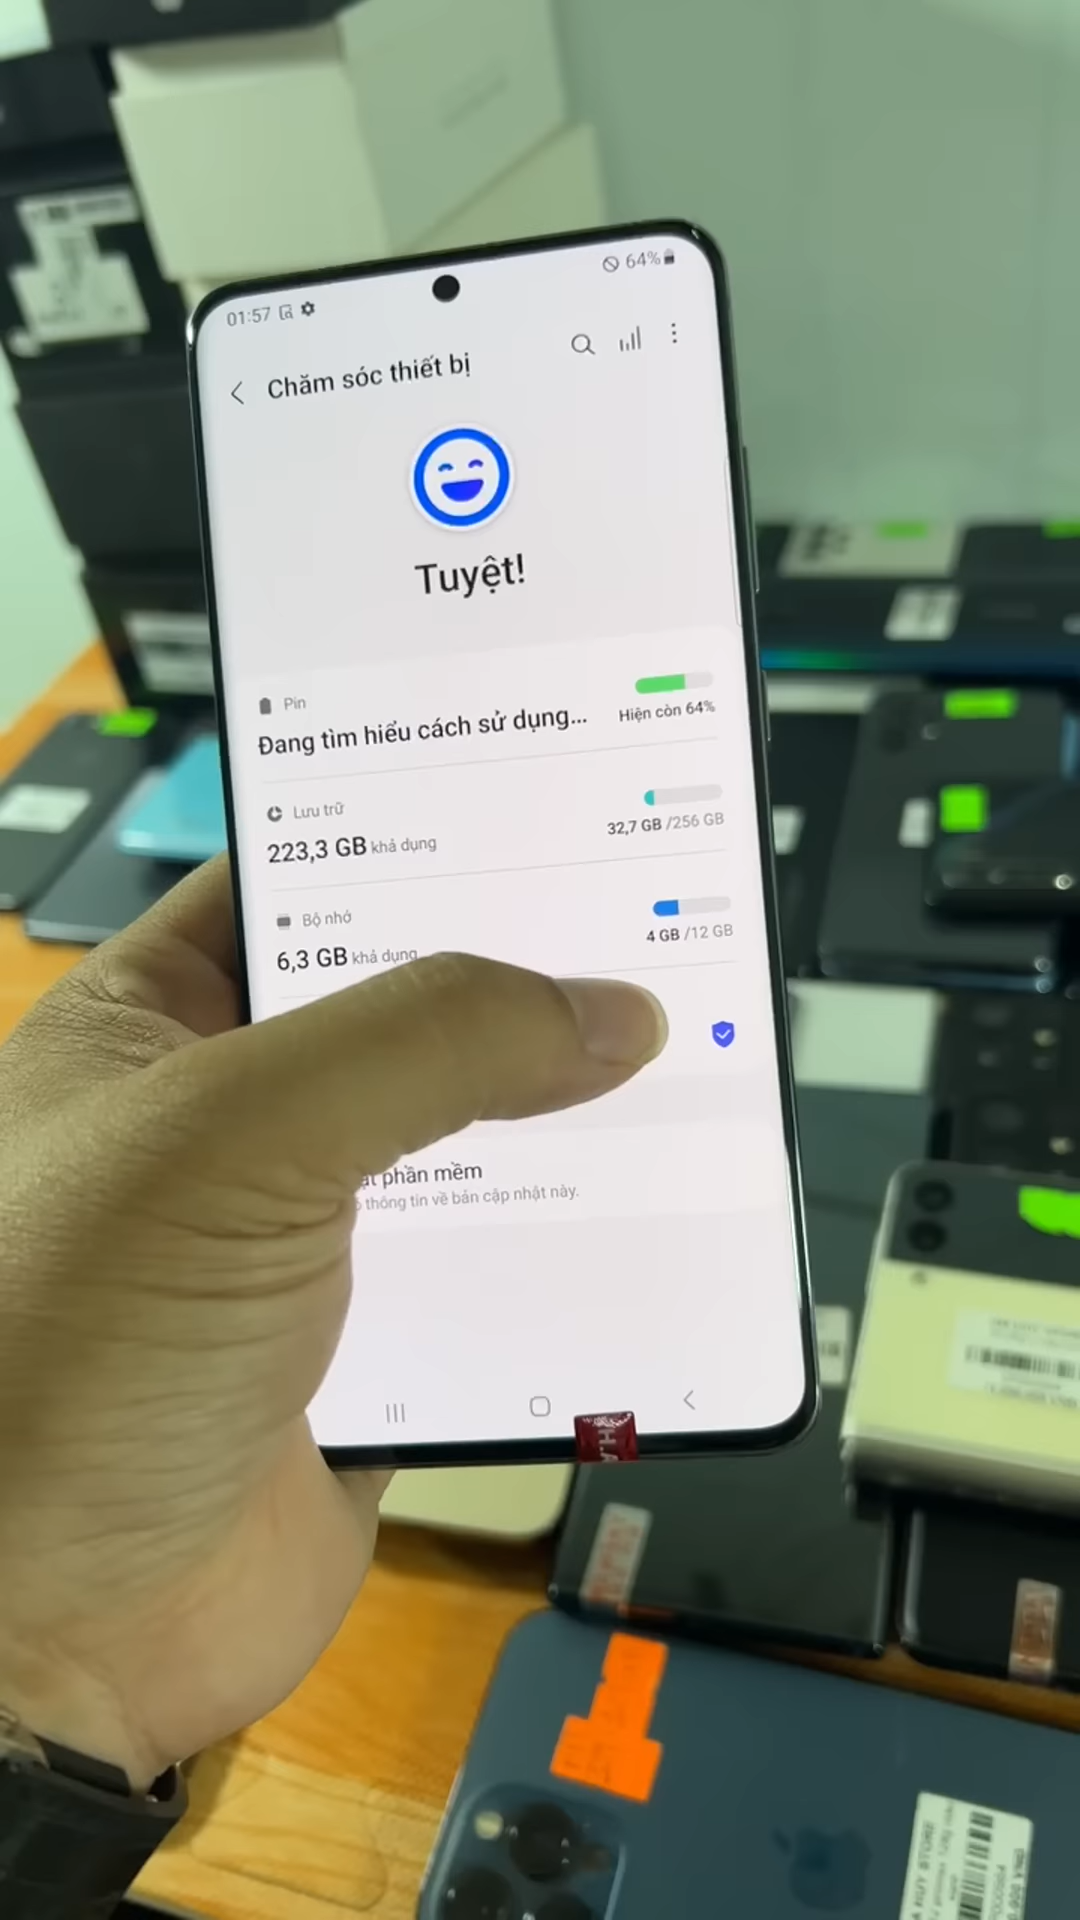 01:57
64%
Chăm sóc thiết bị
Tuyệt!
Pin
Đang tìm hiểu cách sử dụng...
Hiện còn 64%
Lưu trữ
223,3 GB khả dụng
32,7 GB /256 GB
Bộ nhớ
6,3 GB khả dụng
4 GB /12 GB
phần mềm
thông tin về bản cập nhật này.